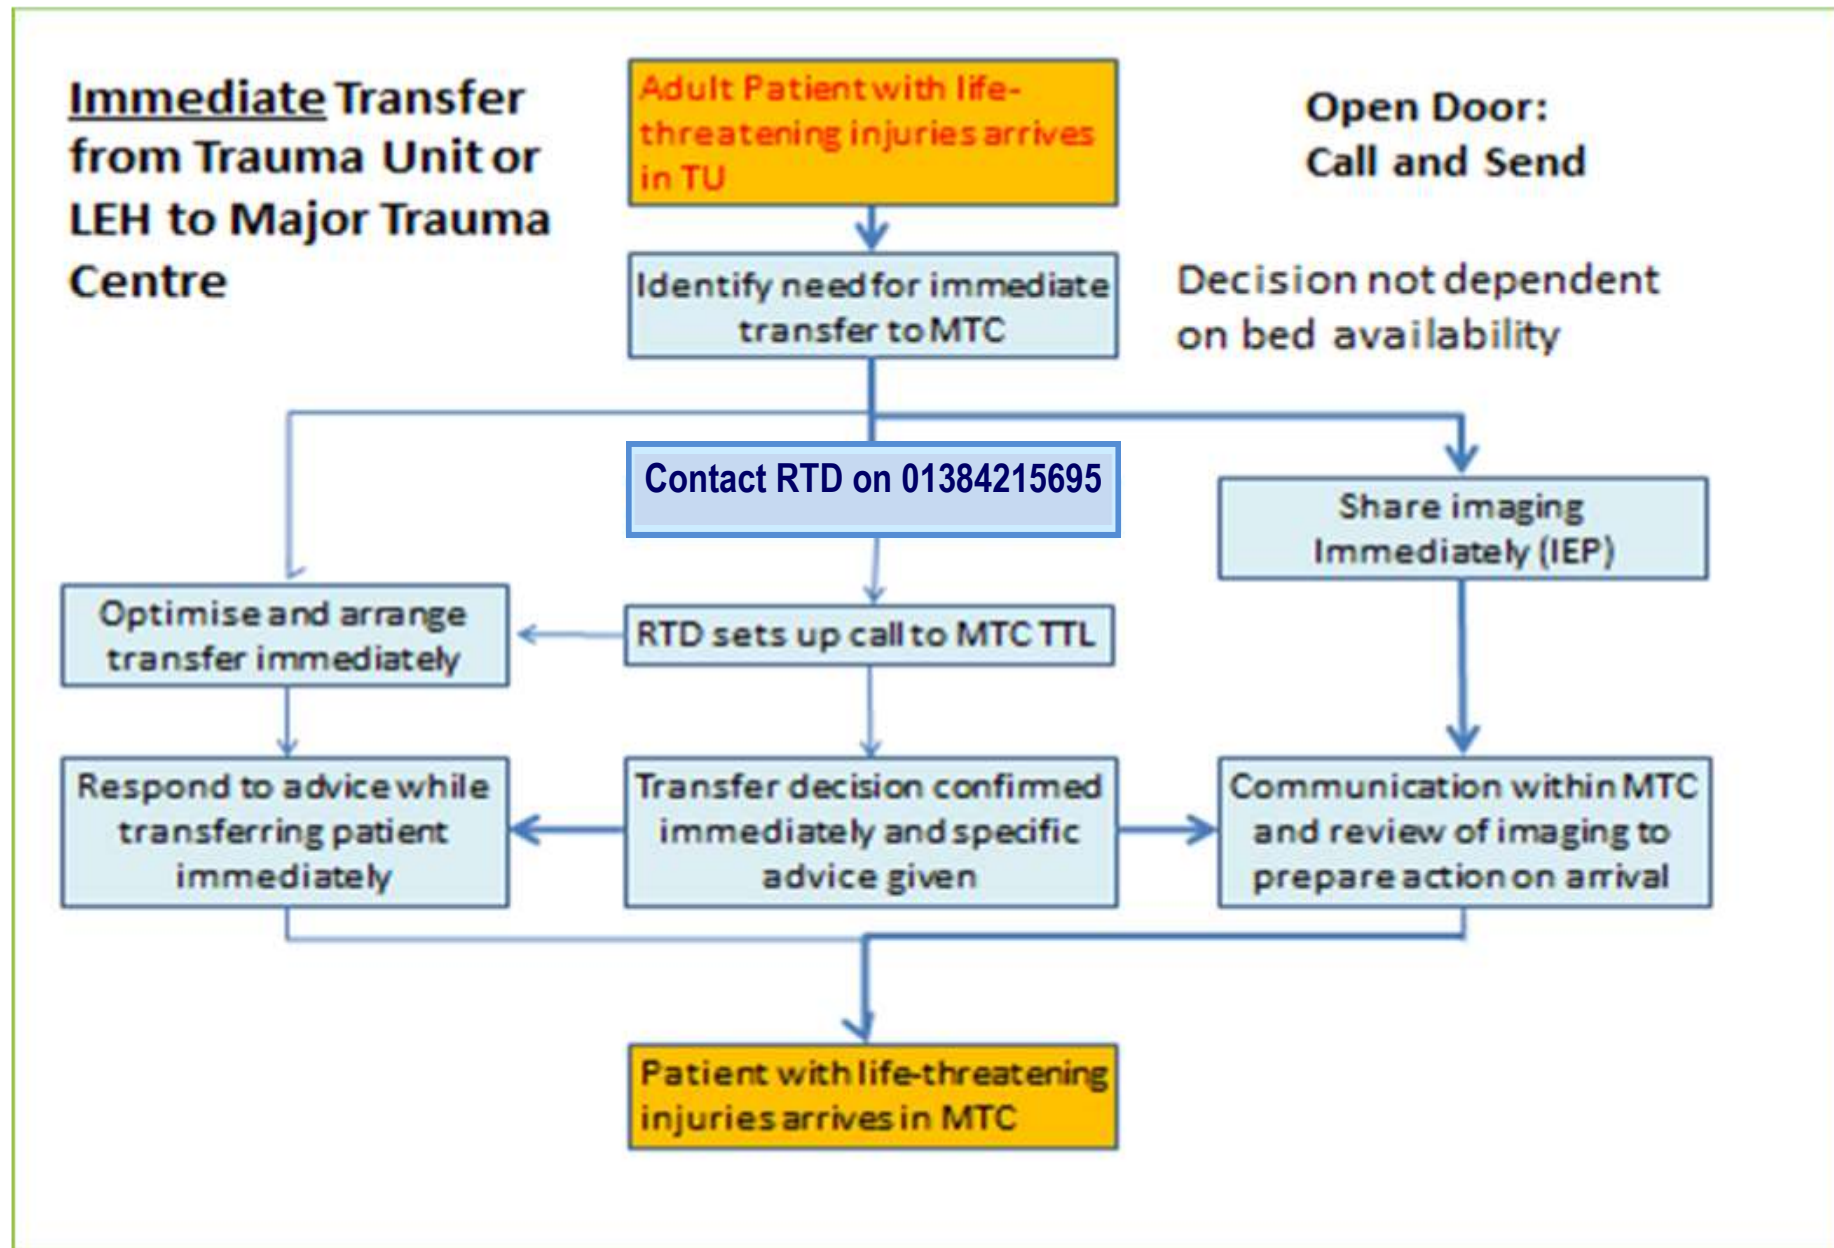 Immediate Transfer
from Trauma Unit or
LEH to Major Trauma
Centre
Adult Patient with life-
threatening injuries arrives
in TU
Open Door:
Call and Send
Identify need for immediate
transfer to MTC
Decision not dependent
on bed availability
Contact RTD on 01384215695
Share imaging
Immediately (IEP)
Optimise and arrange
transfer immediately
RTD sets up call to MTC TTL
Respond to advice while
transferring patient
immediately
Transfer decision confirmed
immediately and specific
advice given
Communication within MTC
and review of imaging to
prepare action on arrival
Patient with life-threatening
injuries arrives in MTC